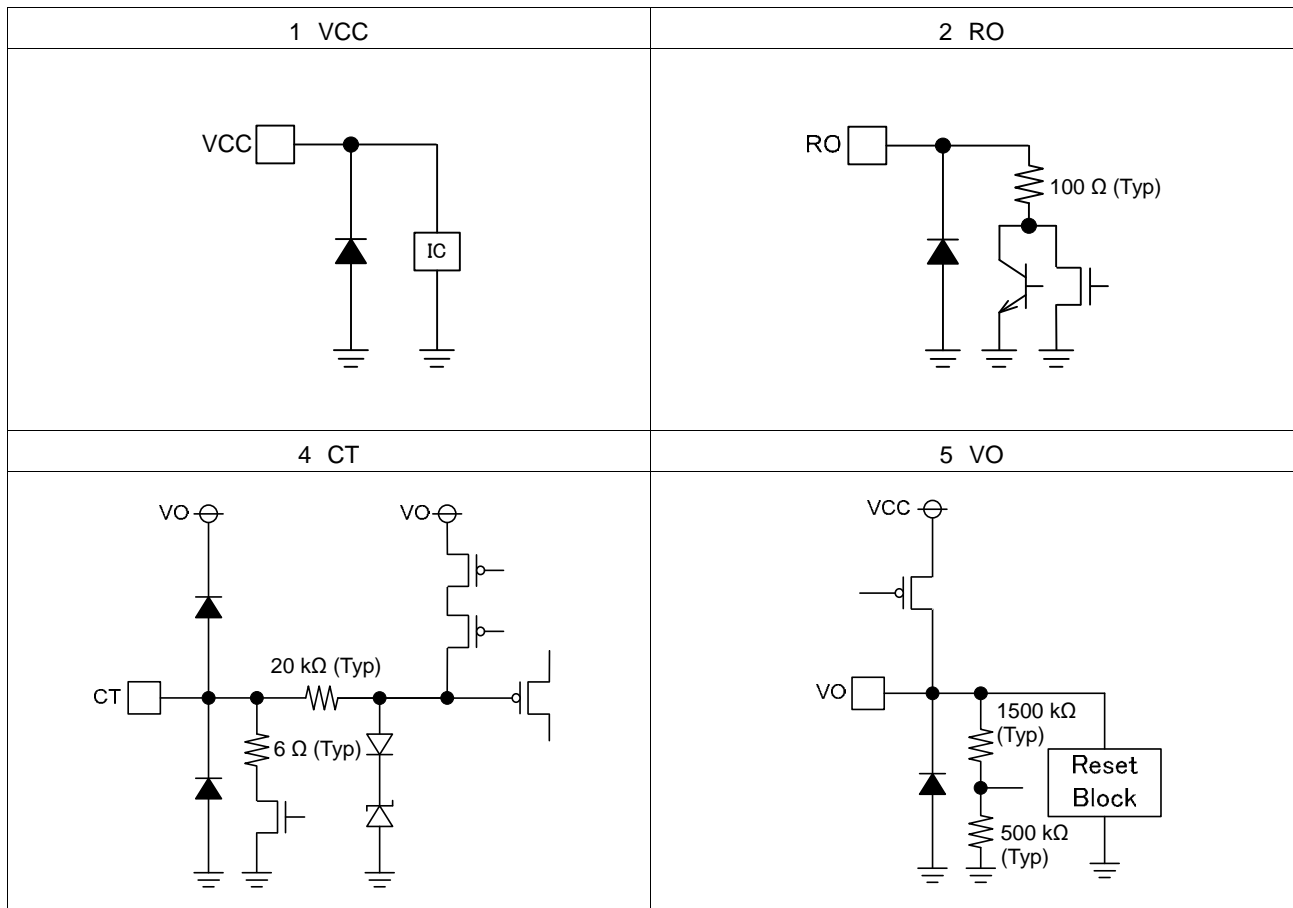 1 VCC
2 RO
VCC
IC
RO
100 Ω (Typ)
4 CT
5 VO
VO
VO
20 kΩ (Typ)
CT
6 Ω (Typ)
VCC
VO
1500 kΩ
(Typ)
500 kΩ
(Typ)
Reset
Block